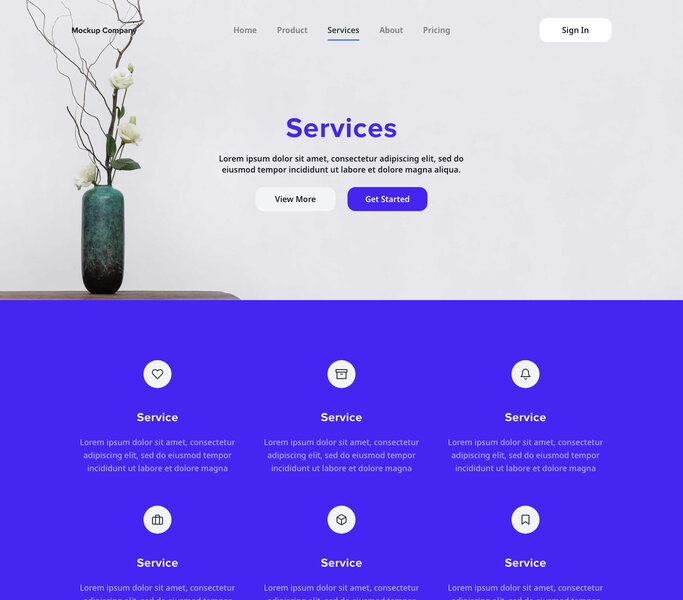 Mockup Company
Home Product Services About Pricing
Sign In
Services
Lorem ipsum dolor sit amet, consectetur adipiscing elit, sed do
eiusmod tempor incididunt ut labore et dolore magna aliqua.
View More Get Started
Service Service Service
Lorem ipsum dolor sit amet, consectetur Lorem ipsum dolor sit amet, consectetur Lorem ipsum dolor sit amet, consectetur
adipiscing elit, sed do eiusmod tempor adipiscing elit, sed do eiusmod tempor adipiscing elit, sed do eiusmod tempor
incididunt ut labore et dolore magna incididunt ut labore et dolore magna incididunt ut labore et dolore magna
Service Service Service
Lorem ipsum dolor sit amet, consectetur Lorem ipsum dolor sit amet, consectetur Lorem ipsum dolor sit amet, consectetur